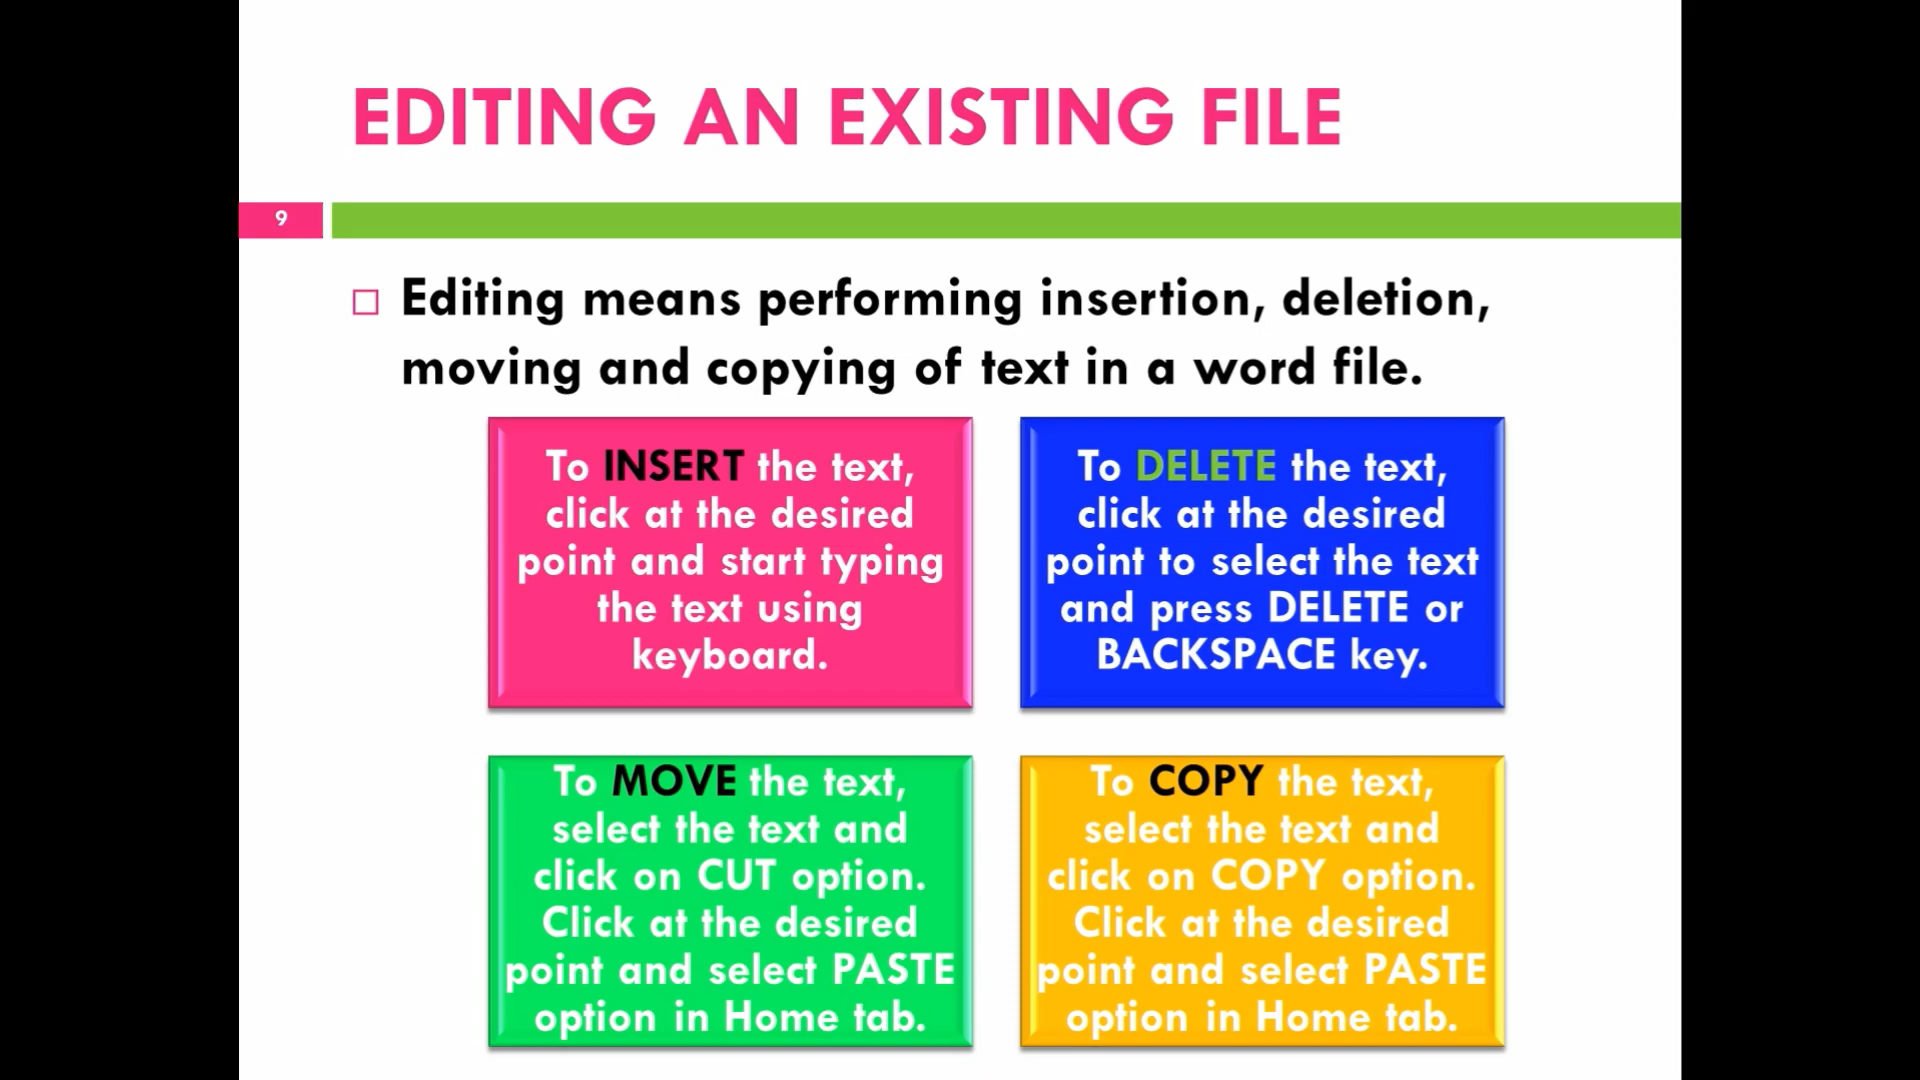 EDITING AN EXISTING FILE
9
Editing means performing insertion, deletion,
moving and copying of text in a word file.
To INSERT the text,
click at the desired
point and start typing
the text using
keyboard.
To DELETE the text,
click at the desired
point to select the text
and press DELETE or
BACKSPACE key.
To MOVE the text,
select the text and
click on CUT option.
Click at the desired
point and select PASTE
option in Home tab.
To COPY the text,
select the text and
click on COPY option.
Click at the desired
point and select PASTE
option in Home tab.